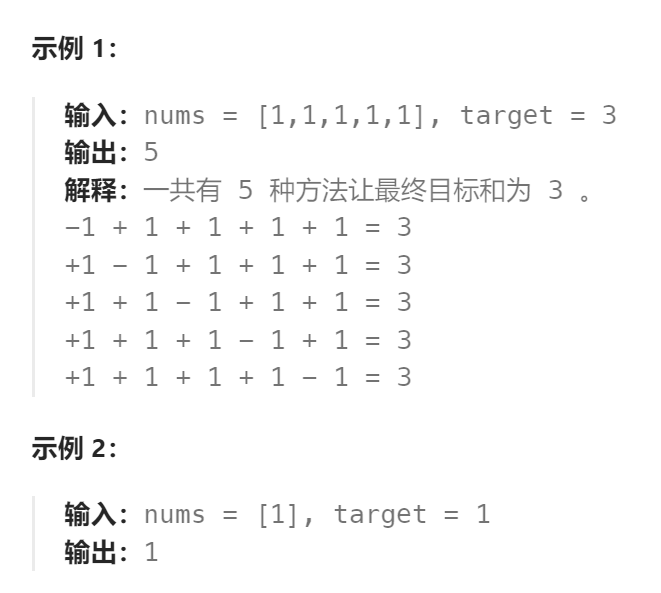 示例 1：
输入：nums = [1,1,1,1,1], target = 3
输出：5
解释：一共有 5 种方法让最终目标和为 3 。
-1 + 1 + 1 + 1 + 1 = 3
+1 - 1 + 1 + 1 + 1 = 3
+1 + 1 - 1 + 1 + 1 = 3
+1 + 1 + 1 - 1 + 1 = 3
+1 + 1 + 1 + 1 - 1 = 3
示例 2：
输入：nums = [1], target = 1
输出：1